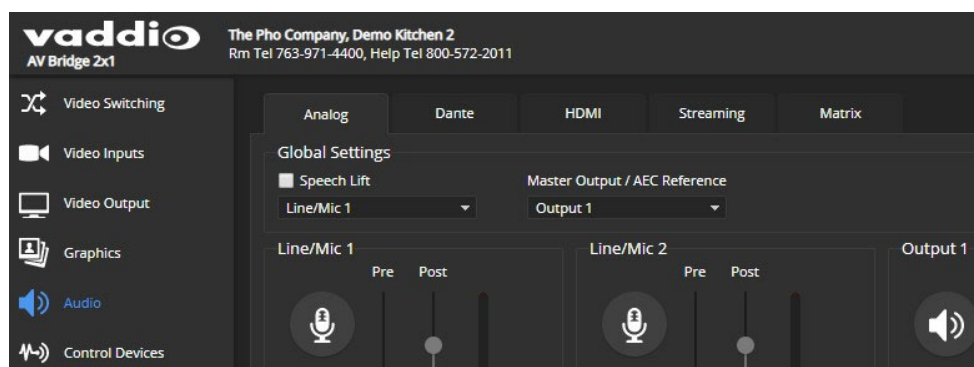 vaddio
AV Bridge 2x1
The Pho Company, Demo Kitchen 2
Rm Tel 763-971-4400, Help Tel 800-572-2011
Video Switching
Video Inputs
Video Output
Graphics
Audio
Control Devices
Analog Dante HDMI Streaming Matrix
Global Settings
Speech Lift Master Output / AEC Reference
Line/Mic 1 Output 1
Line/Mic 1 Line/Mic 2 Output 1
Pre Post Pre Post